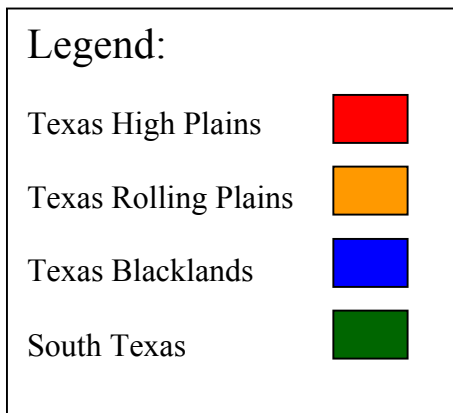 Legend:
Texas High Plains
Texas Rolling Plains
Texas Blacklands
South Texas